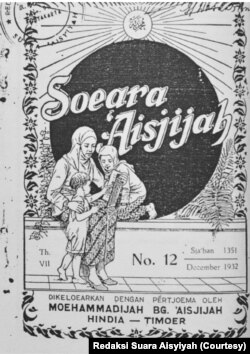 Soeara
'Aisjijah
Th.
VII
No. 12
Sja'ban 1351
December 1932
DIKELOEARKAN DENGAN PĔRTJOEMA OLEH
MOEHAMMADIJAH BG. 'AISJIJAH
HINDIA — TIMOER
Redaksi Suara Aisyiyah (Courtesy)